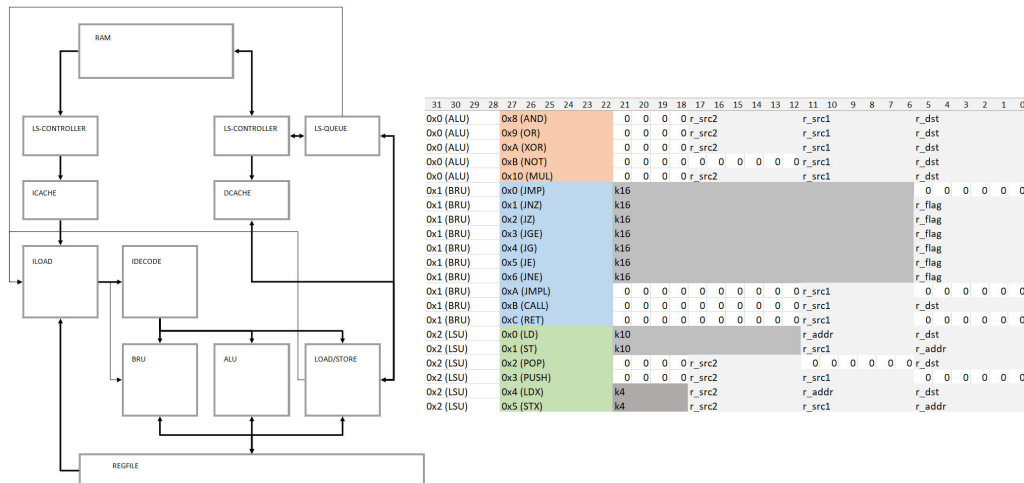 RAM
LS-CONTROLLER
LS-CONTROLLER
LS-QUEUE
ICACHE
DCACHE
ILOAD
IDECODE
BRU
ALU
LOAD/STORE
REGFILE
31 30 29 28 27 26 25 24 23 22 21 20 19 18 17 16 15 14 13 12 11 10 9 8 7 6 5 4 3 2 1 0
0x0 (ALU) 0x8 (AND) 0 0 0 0 r_src2 r_src1 r_dst
0x0 (ALU) 0x9 (OR) 0 0 0 0 r_src2 r_src1 r_dst
0x0 (ALU) 0xA (XOR) 0 0 0 0 r_src2 r_src1 r_dst
0x0 (ALU) 0xB (NOT) 0 0 0 0 0 0 0 0 0 0 r_src1 r_dst
0x0 (ALU) 0x10 (MUL) 0 0 0 0 r_src2 r_src1 r_dst
0x1 (BRU) 0x0 (JMP) k16 0 0 0 0 0 0
0x1 (BRU) 0x1 (JNZ) k16 r_flag
0x1 (BRU) 0x2 (JZ) k16 r_flag
0x1 (BRU) 0x3 (JGE) k16 r_flag
0x1 (BRU) 0x4 (JG) k16 r_flag
0x1 (BRU) 0x5 (JE) k16 r_flag
0x1 (BRU) 0x6 (JNE) k16 r_flag
0x1 (BRU) 0xA (JMPL) 0 0 0 0 0 0 0 0 0 0 r_src1 0 0 0 0 0 0
0x1 (BRU) 0xB (CALL) 0 0 0 0 0 0 0 0 0 0 r_src1 r_dst
0x1 (BRU) 0xC (RET) 0 0 0 0 0 0 0 0 0 0 r_src1 0 0 0 0 0 0
0x2 (LSU) 0x0 (LD) k10 r_addr r_dst
0x2 (LSU) 0x1 (ST) k10 r_src1 r_addr
0x2 (LSU) 0x2 (POP) 0 0 0 0 r_src2 0 0 0 0 0 0 r_dst
0x2 (LSU) 0x3 (PUSH) 0 0 0 0 r_src2 r_src1 0 0 0 0 0 0
0x2 (LSU) 0x4 (LDX) k4 r_src2 r_addr r_dst
0x2 (LSU) 0x5 (STX) k4 r_src2 r_src1 r_addr